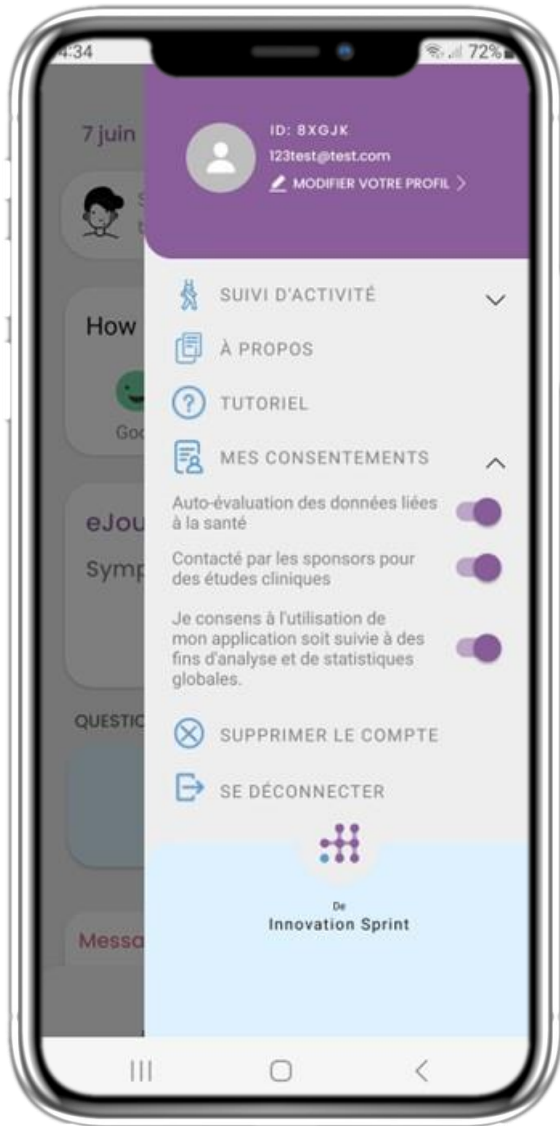 4:34
72%
7 juin
ID: 8XGJK
123test@test.com
MODIFIER VOTRE PROFIL
SUIVI D'ACTIVITÉ
How
À PROPOS
TUTORIEL
MES CONSENTEMENTS
Auto-évaluation des données liées
à la santé
eJou
Contacté par les sponsors pour
des études cliniques
Symp
Je consens à l'utilisation de
mon application soit suivie à des
fins d'analyse et de statistiques
globales.
QUESTIO
SUPPRIMER LE COMPTE
SE DÉCONNECTER
De
Innovation Sprint
Messa